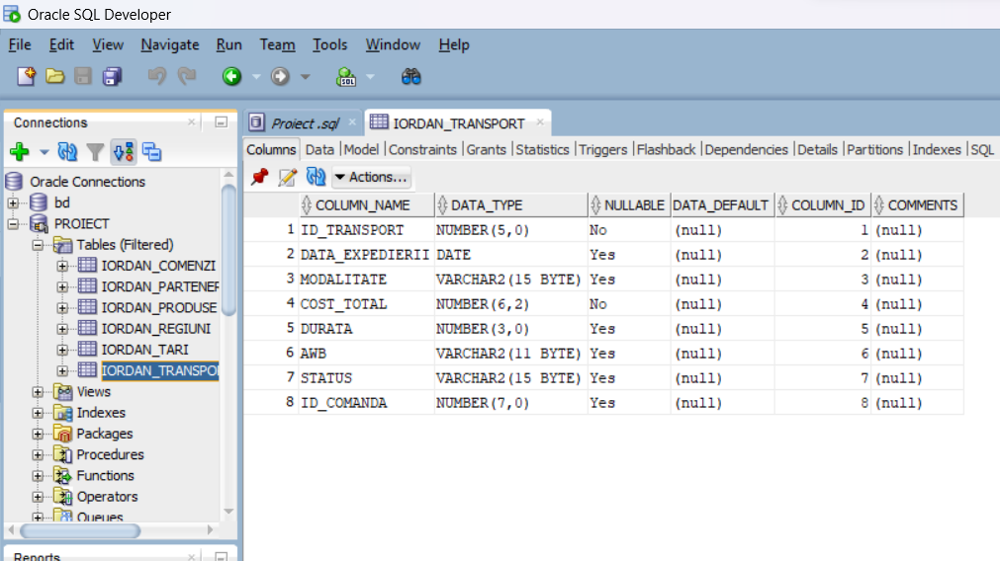 Oracle SQL Developer
File Edit View Navigate Run Team Tools Window Help
SQL
Connections
Project .sql
IORDAN_TRANSPORT
Columns Data Model Constraints Grants Statistics Triggers Flashback Dependencies Details Partitions Indexes SQL
Actions...
Oracle Connections
bd
PROIECT
Tables (Filtered)
IORDAN_COMENZI
IORDAN_PARTENER
IORDAN_PRODUSE
IORDAN_REGIUNI
IORDAN_TARI
IORDAN_TRANSPO
Views
Indexes
Packages
Procedures
Functions
Operators
Queues
Reports
COLUMN_NAME DATA_TYPE NULLABLE DATA_DEFAULT COLUMN_ID COMMENTS
1 ID_TRANSPORT NUMBER(5,0) No (null) 1 (null)
2 DATA_EXPEDIERII DATE Yes (null) 2 (null)
3 MODALITATE VARCHAR2(15 BYTE) Yes (null) 3 (null)
4 COST_TOTAL NUMBER(6,2) No (null) 4 (null)
5 DURATA NUMBER(3,0) Yes (null) 5 (null)
6 AWB VARCHAR2(11 BYTE) Yes (null) 6 (null)
7 STATUS VARCHAR2(15 BYTE) Yes (null) 7 (null)
8 ID_COMANDA NUMBER(7,0) Yes (null) 8 (null)